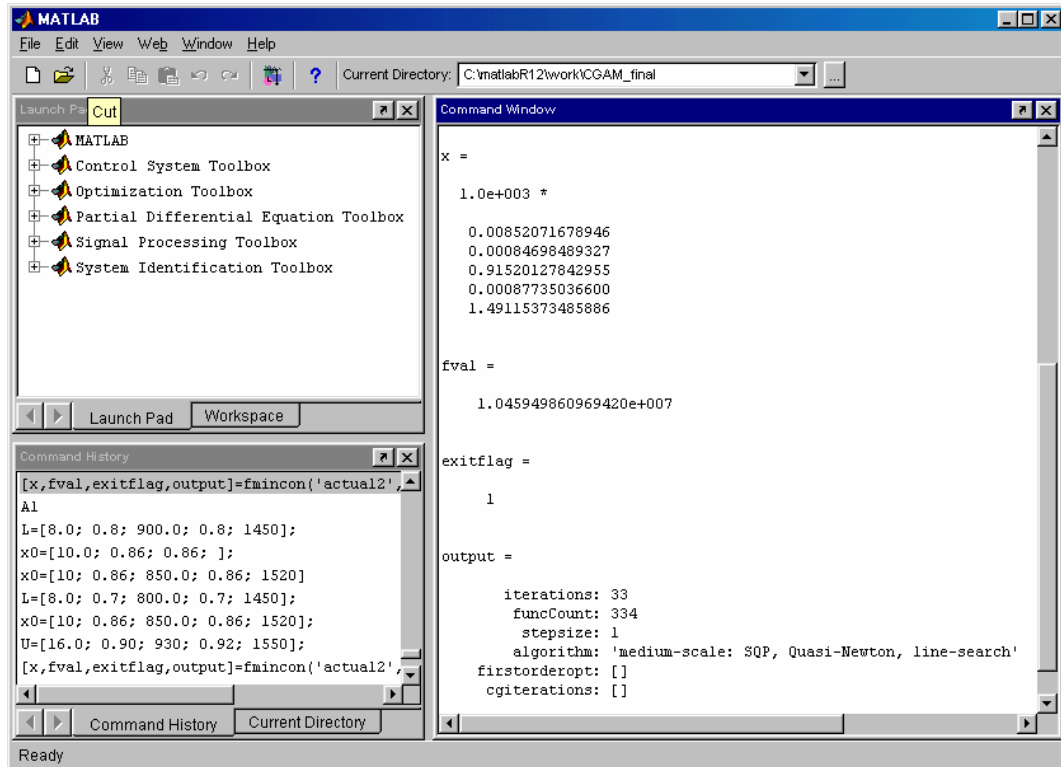 MATLAB
File Edit View Web Window Help
? Current Directory: C:\matlabR12\work\CGAM_final ...
Launch Pa
Cut
MATLAB
Control System Toolbox
Optimization Toolbox
Partial Differential Equation Toolbox
Signal Processing Toolbox
System Identification Toolbox
Launch Pad Workspace
Command History
[x,fval,exitflag,output]=fmincon('actual2',
A1
L=[8.0; 0.8; 900.0; 0.8; 1450];
x0=[10.0; 0.86; 0.86; ];
x0=[10; 0.86; 850.0; 0.86; 1520]
L=[8.0; 0.7; 800.0; 0.7; 1450];
x0=[10; 0.86; 850.0; 0.86; 1520];
U=[16.0; 0.90; 930; 0.92; 1550];
[x,fval,exitflag,output]=fmincon('actual2',
Command History Current Directory
Command Window
x =
1.0e+003 *
0.00852071678946
0.00084698489327
0.91520127842955
0.00087735036600
1.49115373485886
fval =
1.045949860969420e+007
exitflag =
1
output =
iterations: 33
funcCount: 334
stepsize: 1
algorithm: 'medium-scale: SQP, Quasi-Newton, line-search'
firstorderopt: []
cgiterations: []
Ready